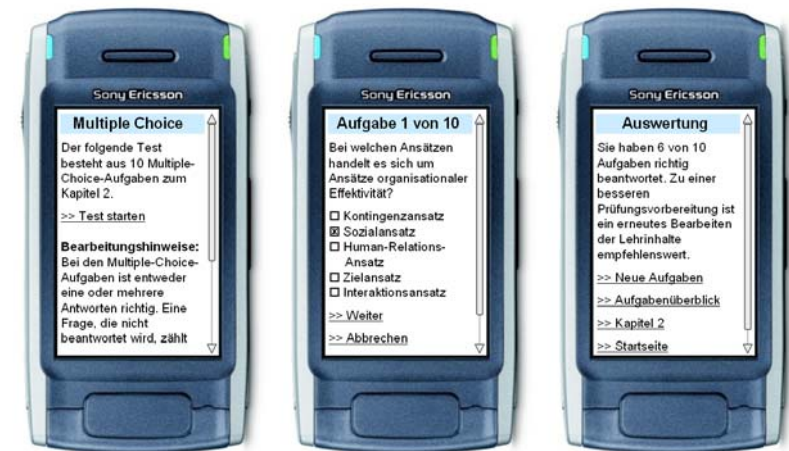 Sony Ericsson
Multiple Choice
Der folgende Test
besteht aus 10 Multiple-
Choice-Aufgaben zum
Kapitel 2.
>> Test starten
Bearbeitungshinweise:
Bei den Multiple-Choice-
Aufgaben ist entweder
eine oder mehrere
Antworten richtig. Eine
Frage, die nicht
beantwortet wird, zählt
Sony Ericsson
Aufgabe 1 von 10
Bei welchen Ansätzen
handelt es sich um
Ansätze organisationaler
Effektivität?
Kontingenzansatz
Sozialansatz
Human-Relations-
Ansatz
Zielansatz
Interaktionsansatz
>> Weiter
>> Abbrechen
Sony Ericsson
Auswertung
Sie haben 6 von 10
Aufgaben richtig
beantwortet. Zu einer
besseren
Prüfungsvorbereitung ist
ein erneutes Bearbeiten
der Lehrinhalte
empfehlenswert.
>> Neue Aufgaben
>> Aufgabenüberblick
>> Kapitel 2
>> Startseite